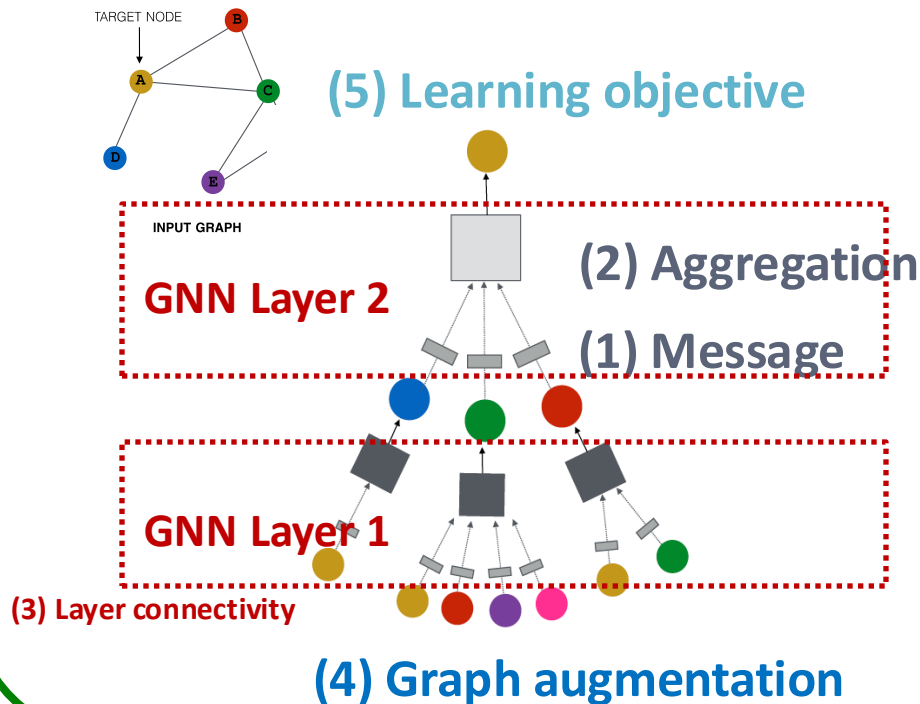 TARGET NODE
B
A
C
D
E
(5) Learning objective
INPUT GRAPH
(2) Aggregation
GNN Layer 2
(1) Message
GNN Layer 1
(3) Layer connectivity
(4) Graph augmentation